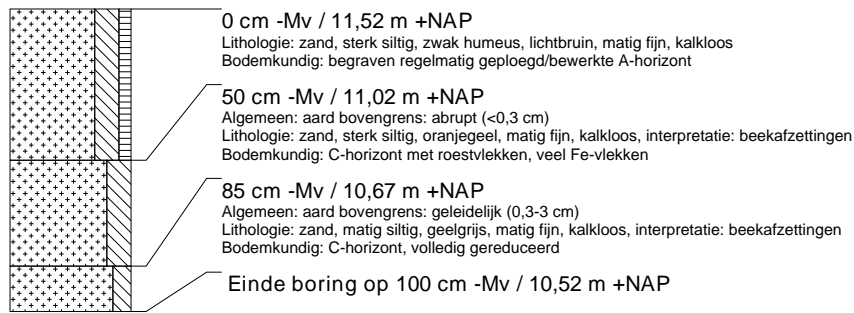 0 cm -Mv / 11,52 m +NAP
Lithologie: zand, sterk siltig, zwak humeus, lichtbruin, matig fijn, kalkloos
Bodemkundig: begraven regelmatig geploegd/bewerkte A-horizont
50 cm -Mv / 11,02 m +NAP
Algemeen: aard bovengrens: abrupt (<0,3 cm)
Lithologie: zand, sterk siltig, oranjegeel, matig fijn, kalkloos, interpretatie: beekafzettingen
Bodemkundig: C-horizont met roestvlekken, veel Fe-vlekken
85 cm -Mv / 10,67 m +NAP
Algemeen: aard bovengrens: geleidelijk (0,3-3 cm)
Lithologie: zand, matig siltig, geelgrijs, matig fijn, kalkloos, interpretatie: beekafzettingen
Bodemkundig: C-horizont, volledig gereduceerd
Einde boring op 100 cm -Mv / 10,52 m +NAP